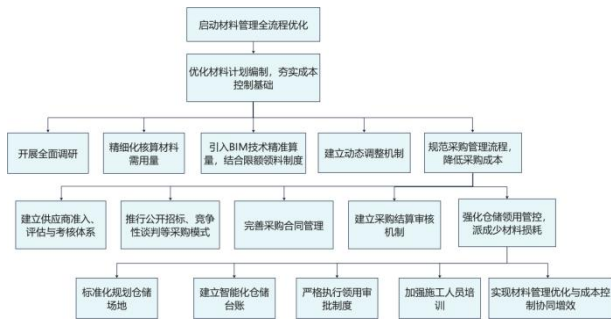 启动材料管理全流程优化
优化材料计划编制，夯实成本
控制基础
开展全面调研
精细化核算材料
需用量
引入BIM技术精准算
量，结合限额领料制度
建立动态调整机制
规范采购管理流程，
降低采购成本
建立供应商准入、
评估与考核体系
推行公开招标、竞争
性谈判等采购模式
完善采购合同管理
建立采购结算审核
机制
强化仓储领用管控，
派成少材料损耗
标准化规划仓储
场地
建立智能化仓储
台账
严格执行领用审
批制度
加强施工人员培
训
实现材料管理优化与成本控
制协同增效